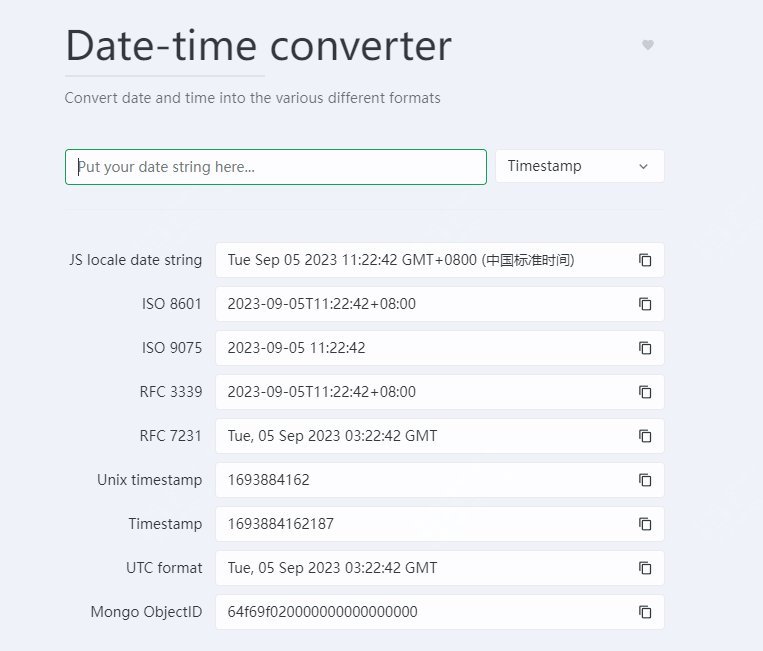 Date-time converter
Convert date and time into the various different formats
Put your date string here...
Timestamp
JS locale date string Tue Sep 05 2023 11:22:42 GMT+0800 (中国标准时间)
ISO 8601 2023-09-05T11:22:42+08:00
ISO 9075 2023-09-05 11:22:42
RFC 3339 2023-09-05T11:22:42+08:00
RFC 7231 Tue, 05 Sep 2023 03:22:42 GMT
Unix timestamp 1693884162
Timestamp 1693884162187
UTC format Tue, 05 Sep 2023 03:22:42 GMT
Mongo ObjectID 64f69f020000000000000000